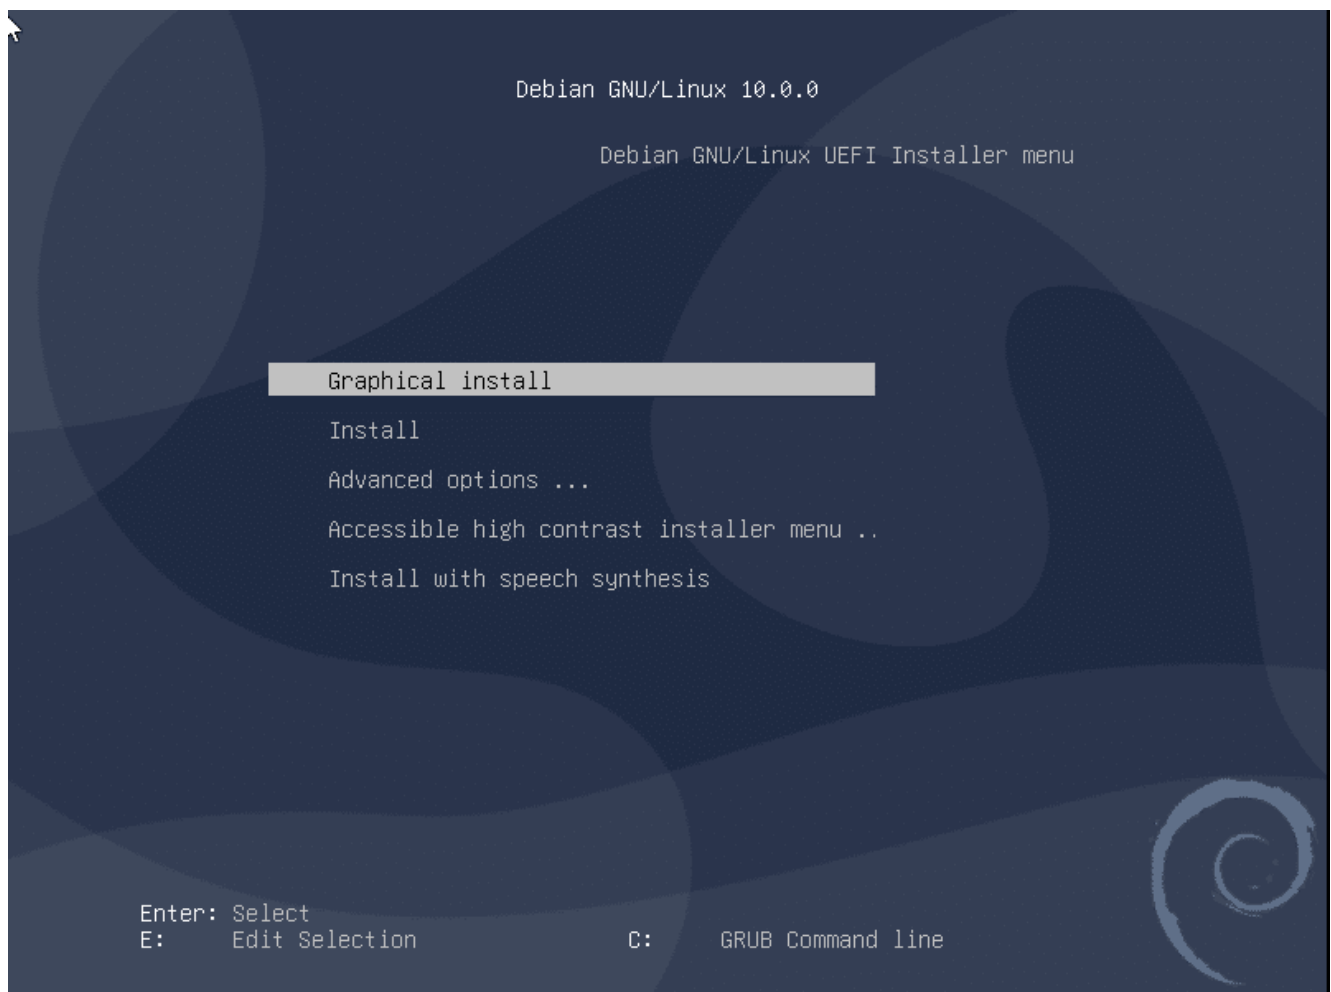 Debian GNU/Linux 10.0.0
Debian GNU/Linux UEFI Installer menu
Graphical install
Install
Advanced options ...
Accessible high contrast installer menu ..
Install with speech synthesis
Enter: Select
E: Edit Selection C: GRUB Command line